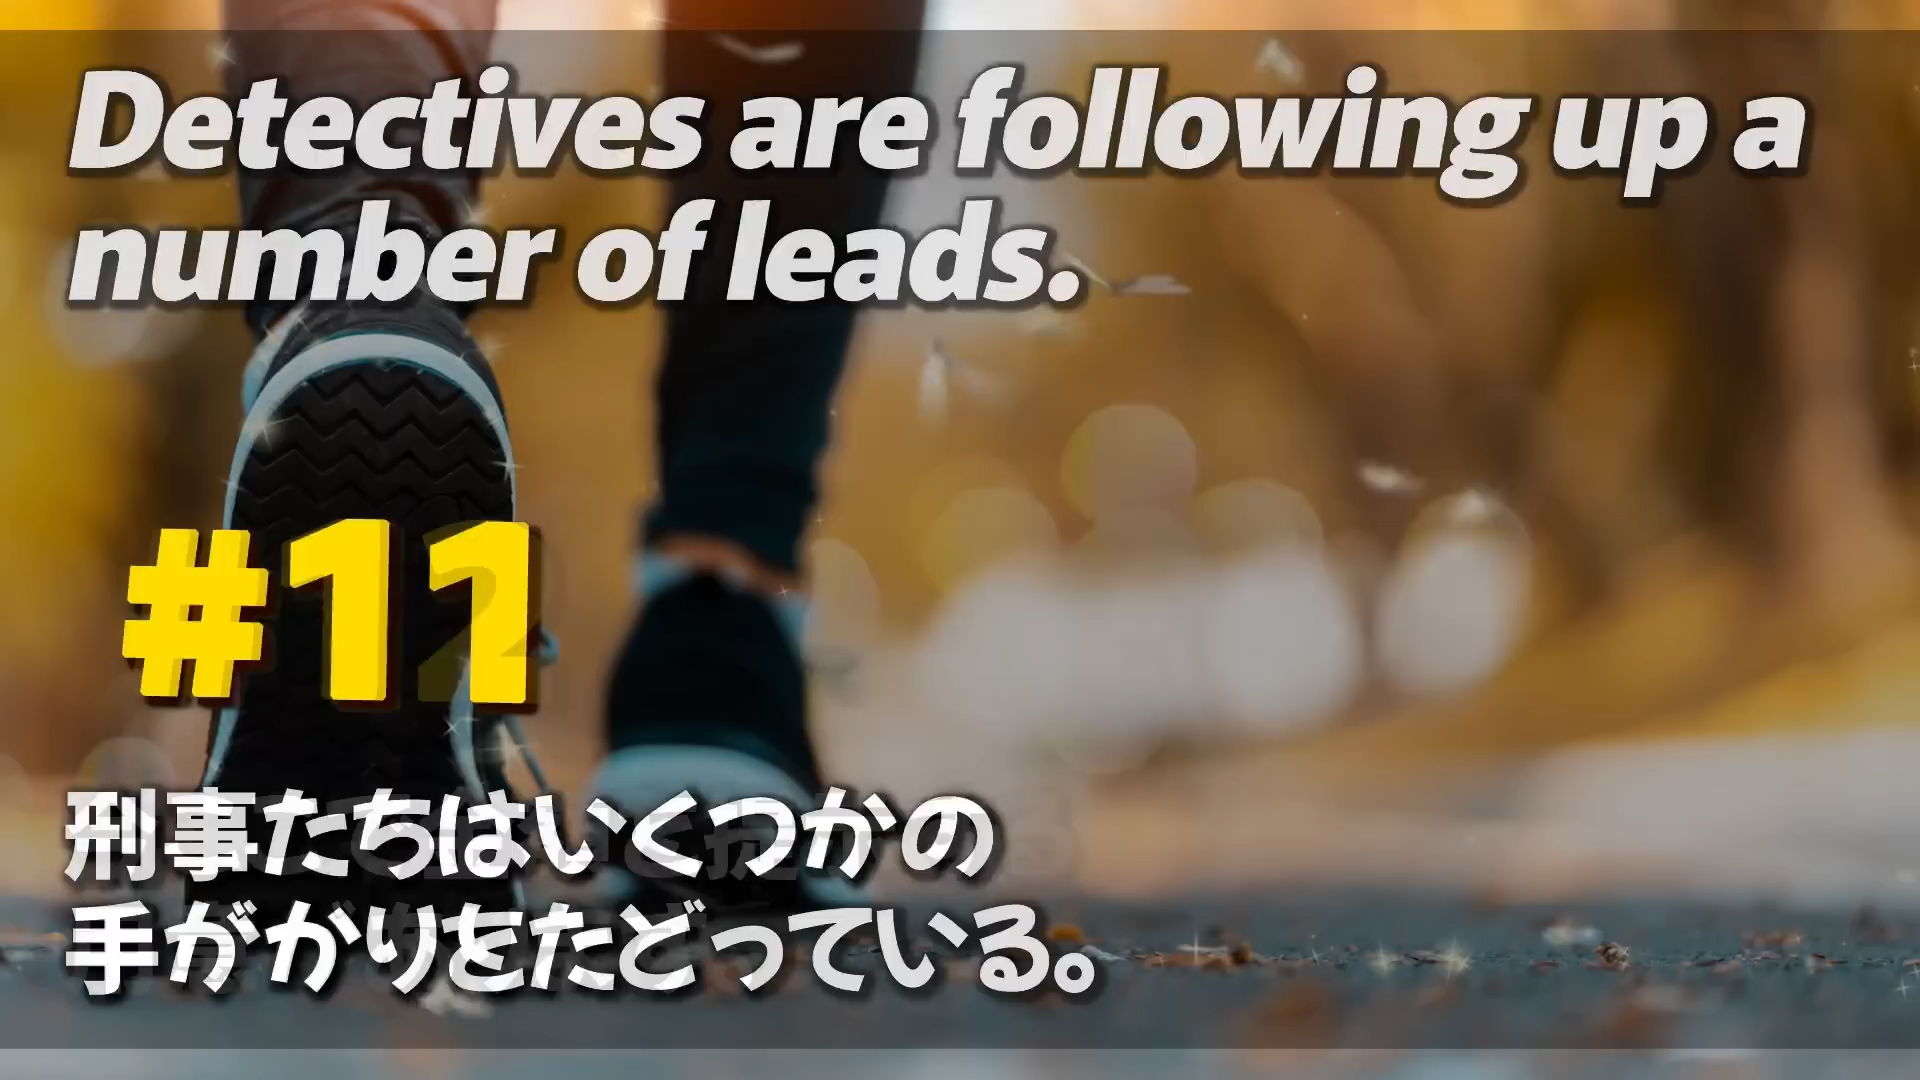 Detectives are following up a
number of leads.
#11
刑事たちはいくつかの
手がかりをたどっている。